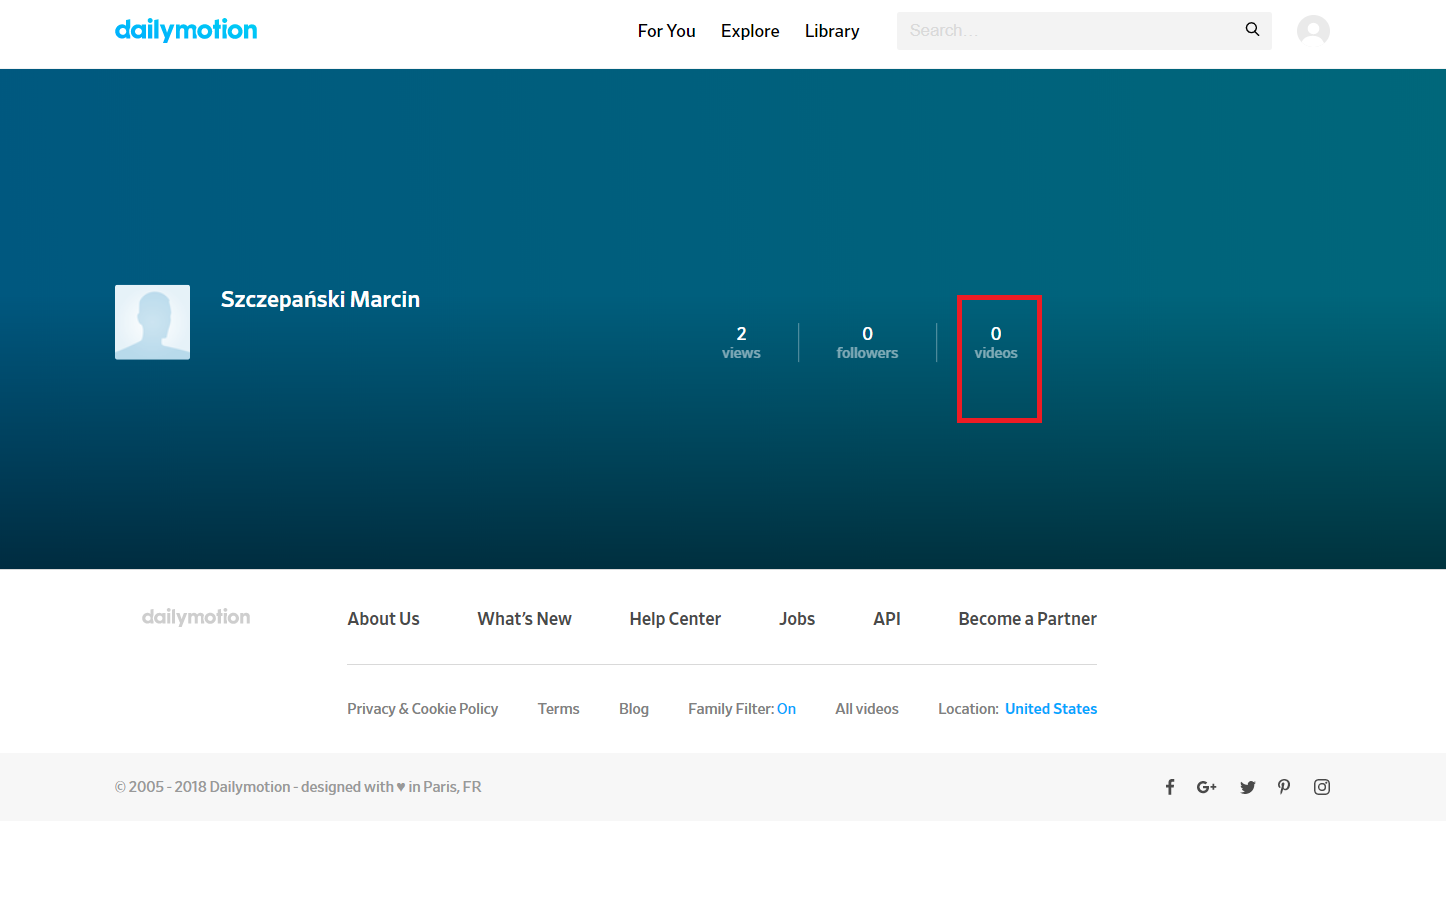 dailymotion For You Explore Library Search...
Szczepański Marcin
2 0 0
views followers videos
dailymotion About Us What's New Help Center Jobs API Become a Partner
Privacy & Cookie Policy Terms Blog Family Filter: On All videos Location: United States
© 2005 - 2018 Dailymotion - designed with ♥ in Paris, FR